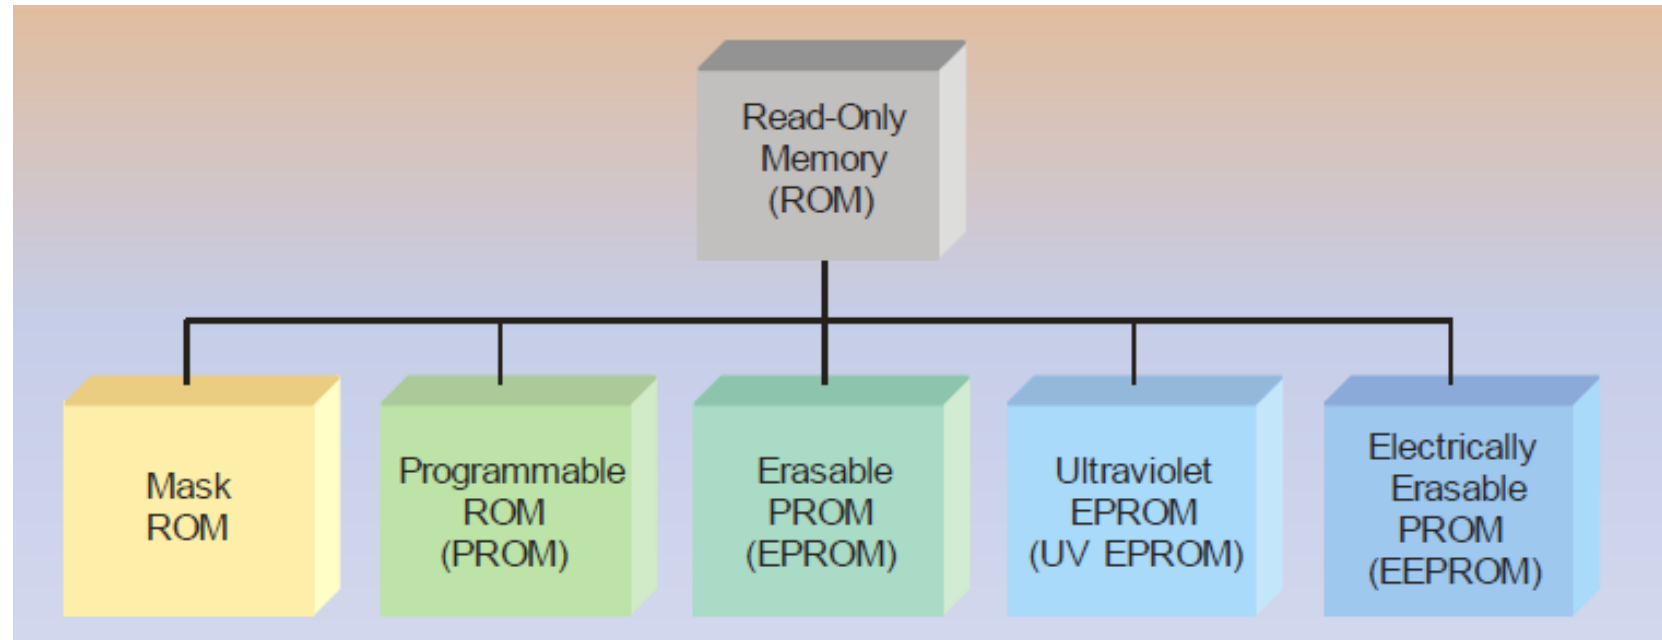 Read-Only
Memory
(ROM)
Mask
ROM
Programmable
ROM
(PROM)
Erasable
PROM
(EPROM)
Ultraviolet
EPROM
(UV EPROM)
Electrically
Erasable
PROM
(EEPROM)